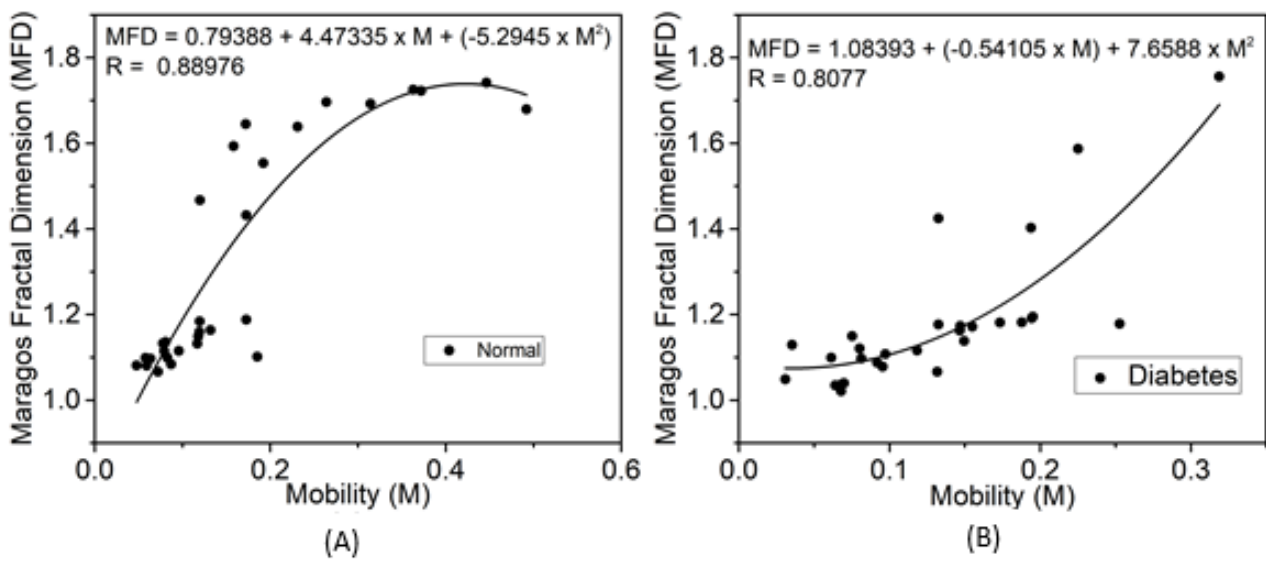 MFD = 0.79388 + 4.47335 x M + (-5.2945 x M²)
R = 0.88976
Maragos Fractal Dimension (MFD)
1.8
1.6
1.4
1.2
1.0
Normal
0.0 0.2 0.4 0.6
Mobility (M)
(A)
MFD = 1.08393 + (-0.54105 x M) + 7.6588 x M²
R = 0.8077
Maragos Fractal Dimension (MFD)
1.8
1.6
1.4
1.2
1.0
Diabetes
0.0 0.1 0.2 0.3
Mobility (M)
(B)